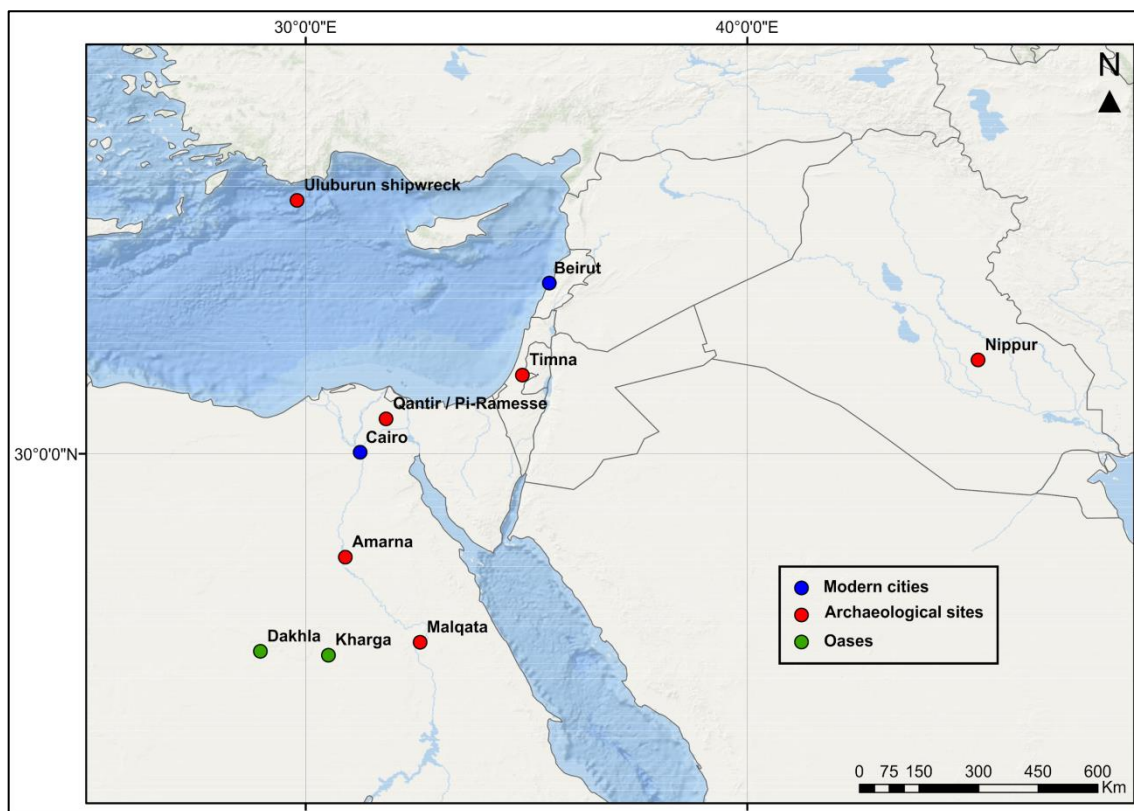 30°0'0"E
40°0'0"E
N
Uluburun shipwreck
Beirut
Nippur
Timna
Qantir / Pi-Ramesse
Cairo
30°0'0"N
Amarna
Modern cities
Archaeological sites
Oases
Malqata
Dakhla
Kharga
0 75 150 300 450 600
Km